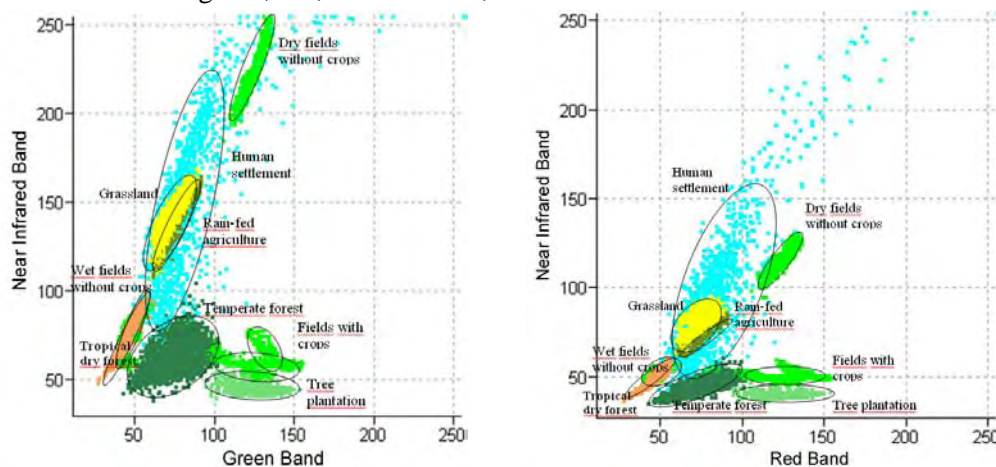 250
200
150
100
50
Near Infrared Band
Dry fields
without crops
Human
settlement
Grassland
Rain-fed
agriculture
Wet fields
without crops
Temperate forest
Tropical
dry forest
Fields with
crops
Tree
plantation
50
100
150
200
250
Green Band
250
200
150
100
50
Near Infrared Band
Human
settlement
Dry fields
without crops
Grassland
Rain-fed
agriculture
Wet fields
without crops
Fields with
crops
Tropical
dry forest
Temperate forest
Tree plantation
50
100
150
200
250
Red Band